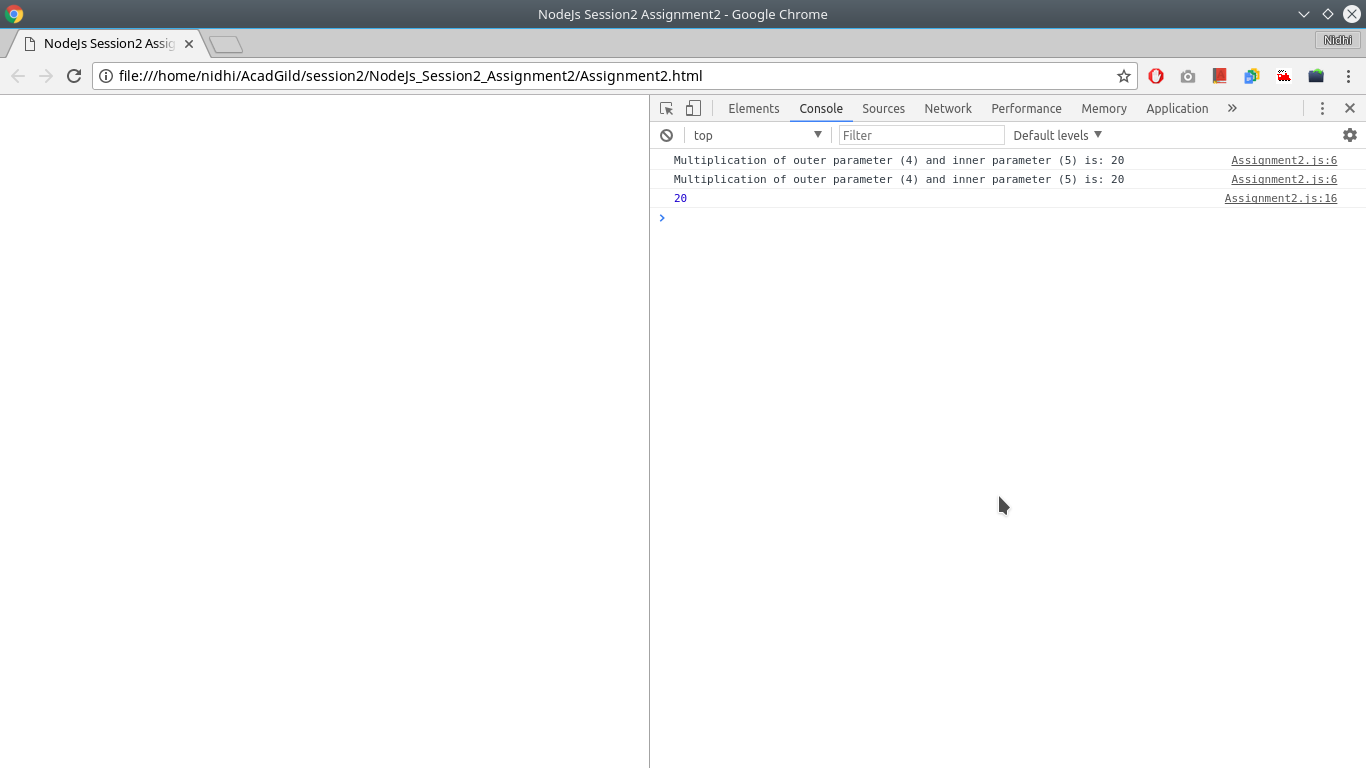 NodeJs Session2 Assignment2 - Google Chrome
NodeJs Session2 Assig
Nidhi
file:///home/nidhi/AcadGild/session2/NodeJs_Session2_Assignment2/Assignment2.html
Elements Console Sources Network Performance Memory Application »
top Filter Default levels
Multiplication of outer parameter (4) and inner parameter (5) is: 20 Assignment2.js:6
Multiplication of outer parameter (4) and inner parameter (5) is: 20 Assignment2.js:6
20 Assignment2.js:16